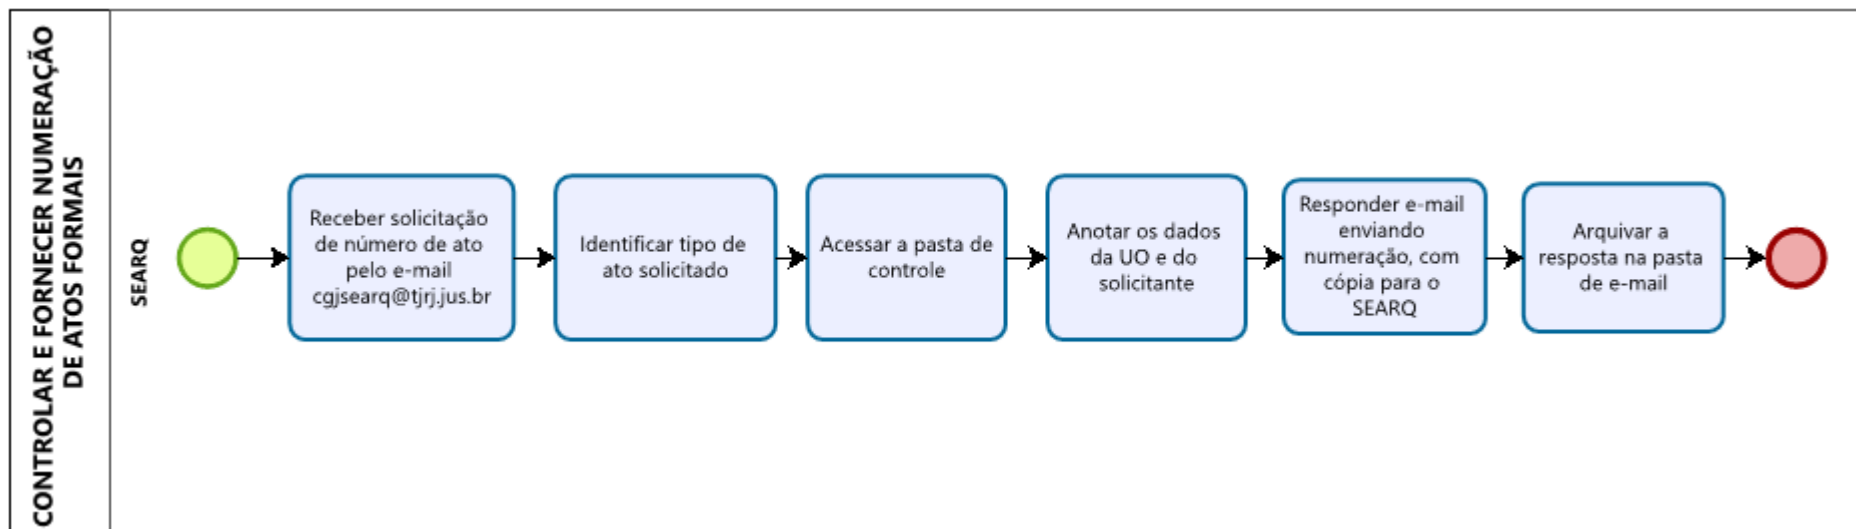 CONTROLAR E FORNECER NUMERAÇÃO
DE ATOS FORMAIS
SEARQ
Receber solicitação
de número de ato
pelo e-mail
cgjsearq@tjrj.jus.br
Identificar tipo de
ato solicitado
Acessar a pasta de
controle
Anotar os dados
da UO e do
solicitante
Responder e-mail
enviando
numeração, com
cópia para o
SEARQ
Arquivar a
resposta na pasta
de e-mail